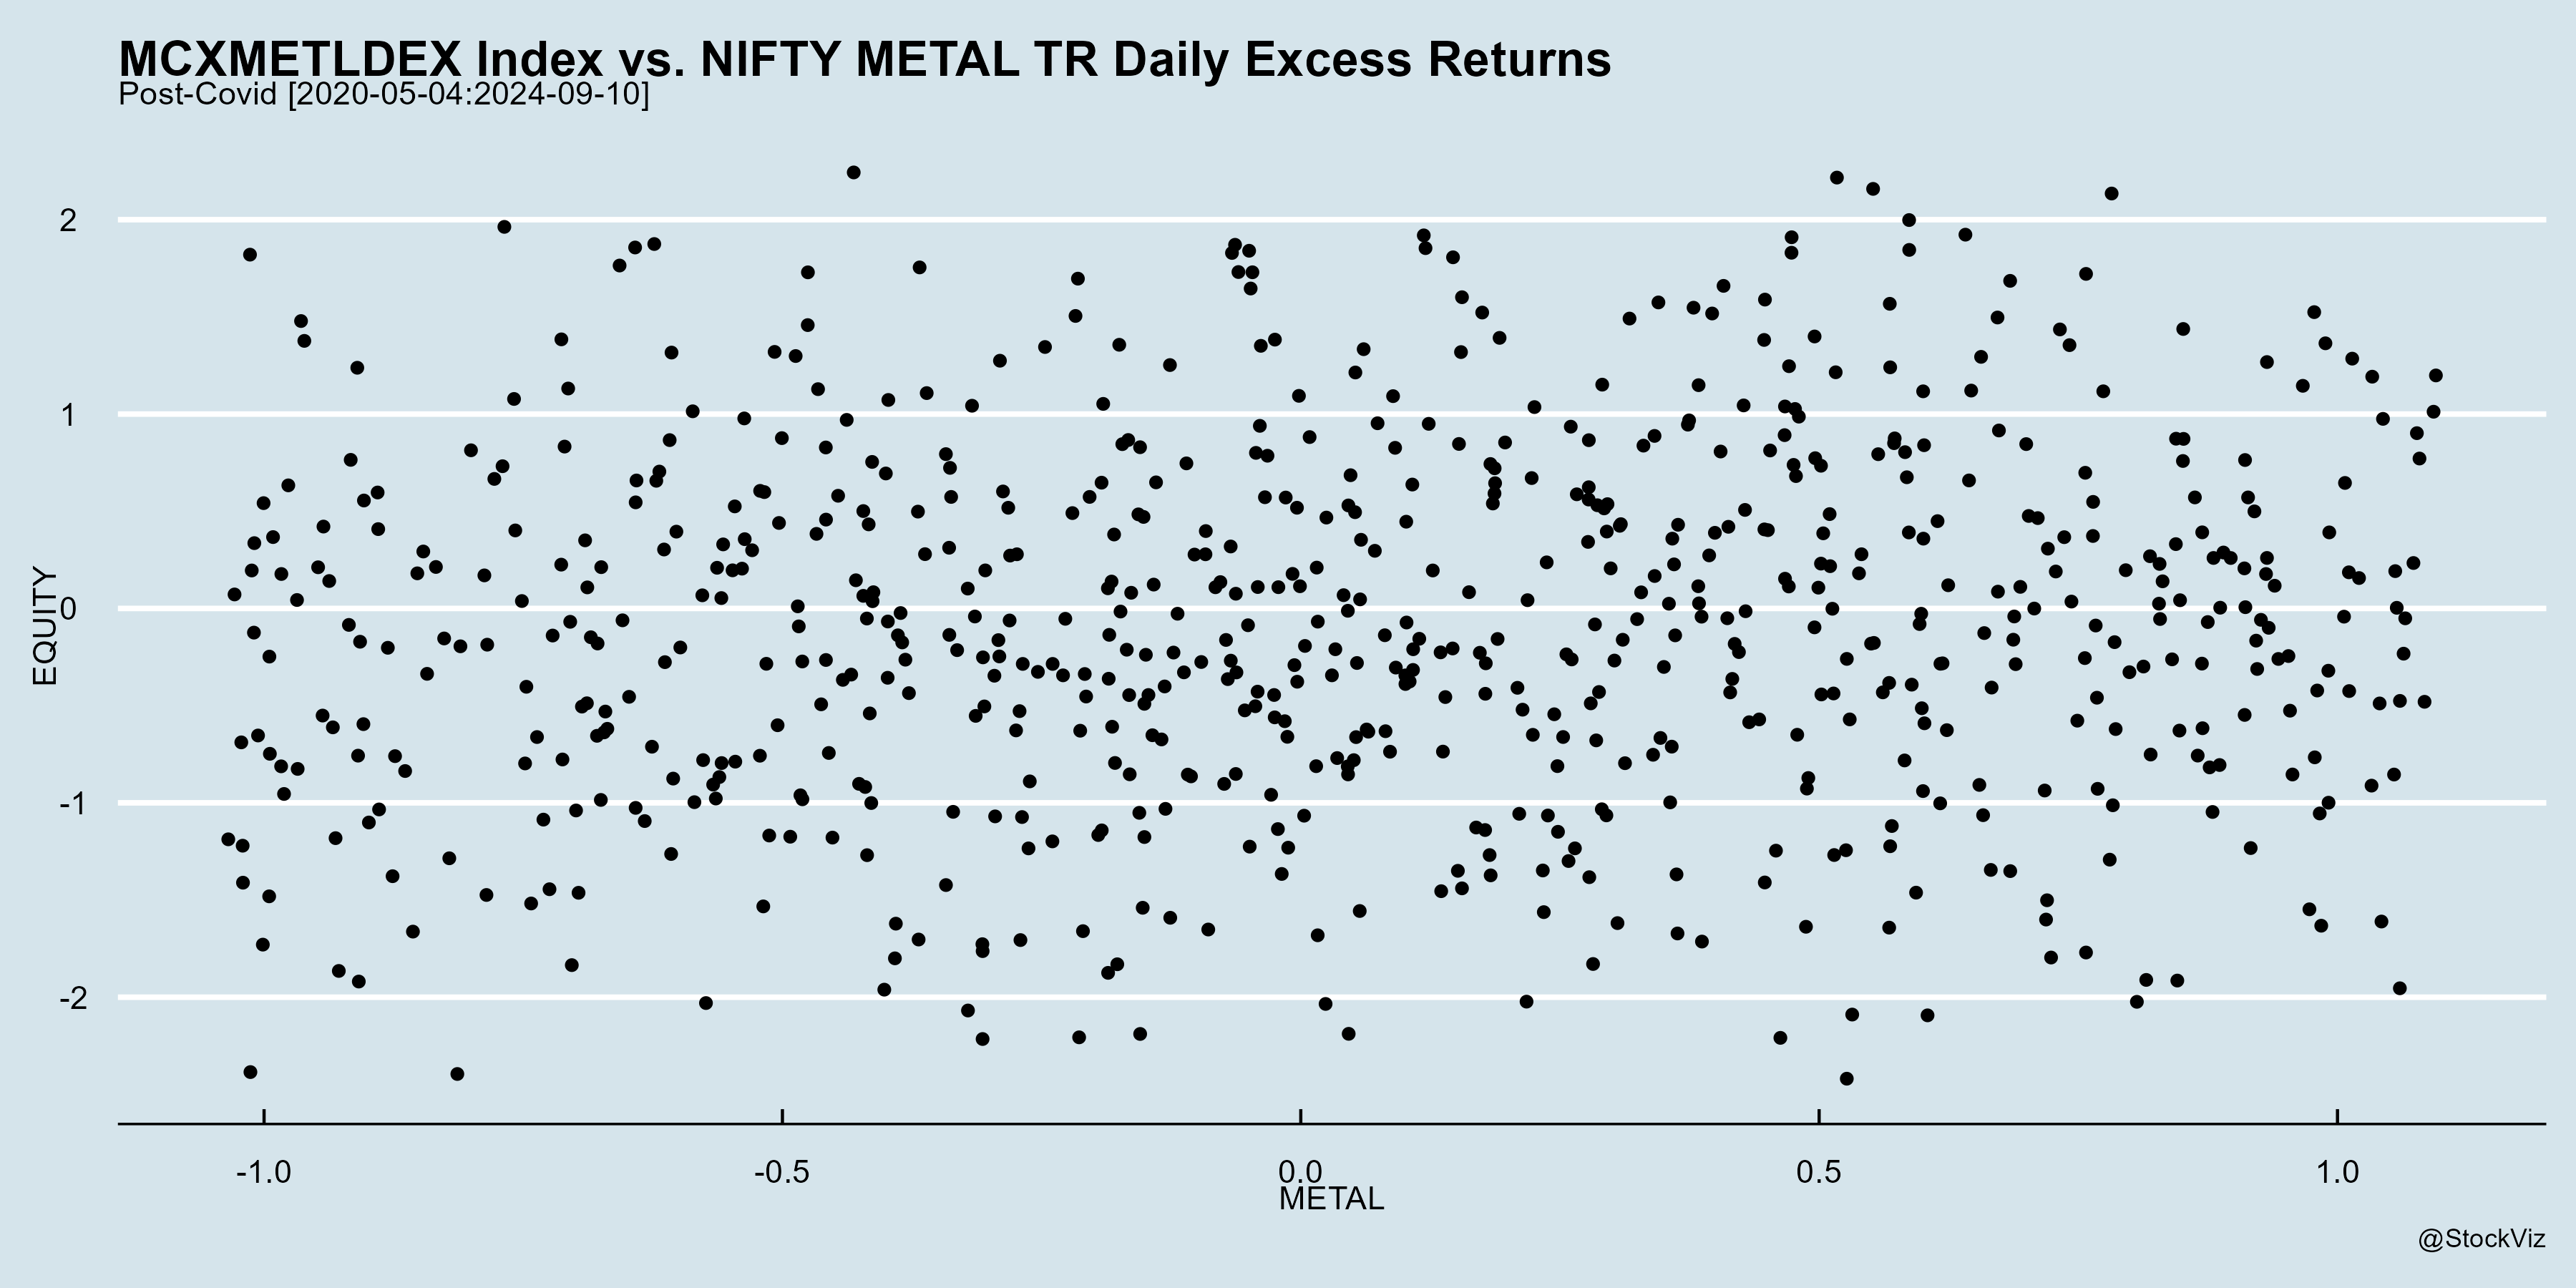 MCXMETLDEX Index vs. NIFTY METAL TR Daily Excess Returns
Post-Covid [2020-05-04:2024-09-10]
2
1
0
-1
-2
EQUITY
-1.0 -0.5 0.0 0.5 1.0
METAL
@StockViz